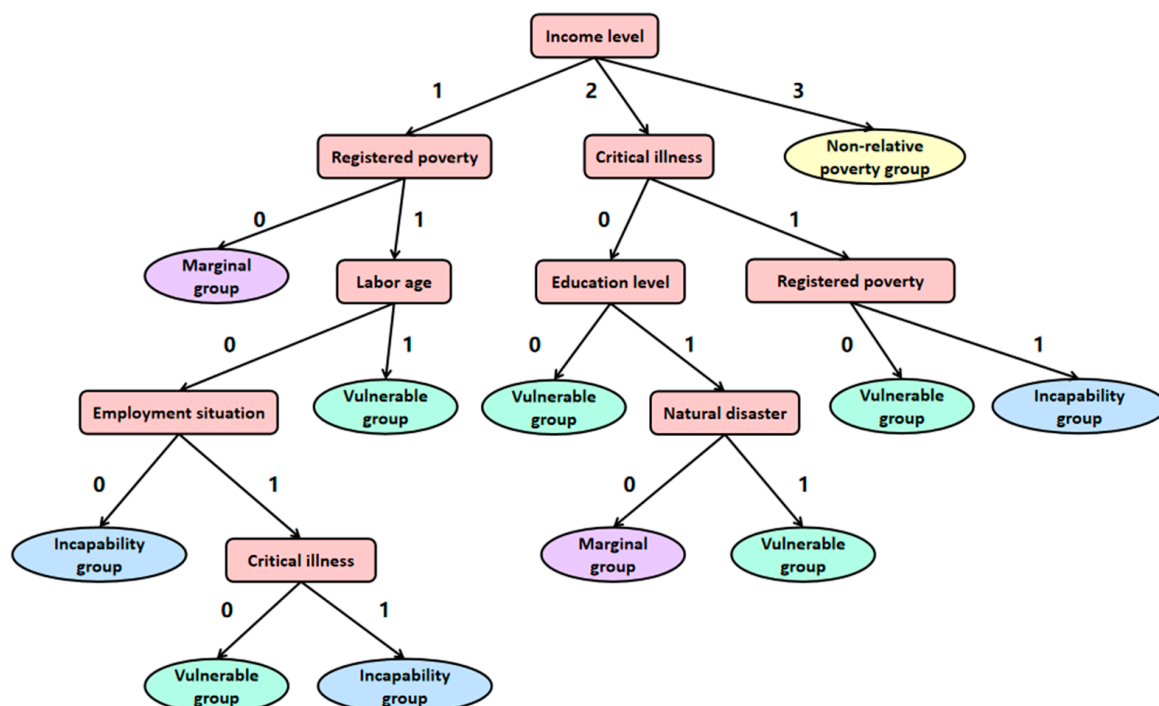 Income level
1
2
3
Registered poverty
Critical illness
Non-relative
poverty group
0
1
0
1
Marginal
group
Labor age
Education level
Registered poverty
0
1
0
1
0
1
Employment situation
Vulnerable
group
Vulnerable
group
Natural disaster
Vulnerable
group
Incapability
group
0
1
0
1
Incapability
group
Critical illness
Marginal
group
Vulnerable
group
0
1
Vulnerable
group
Incapability
group